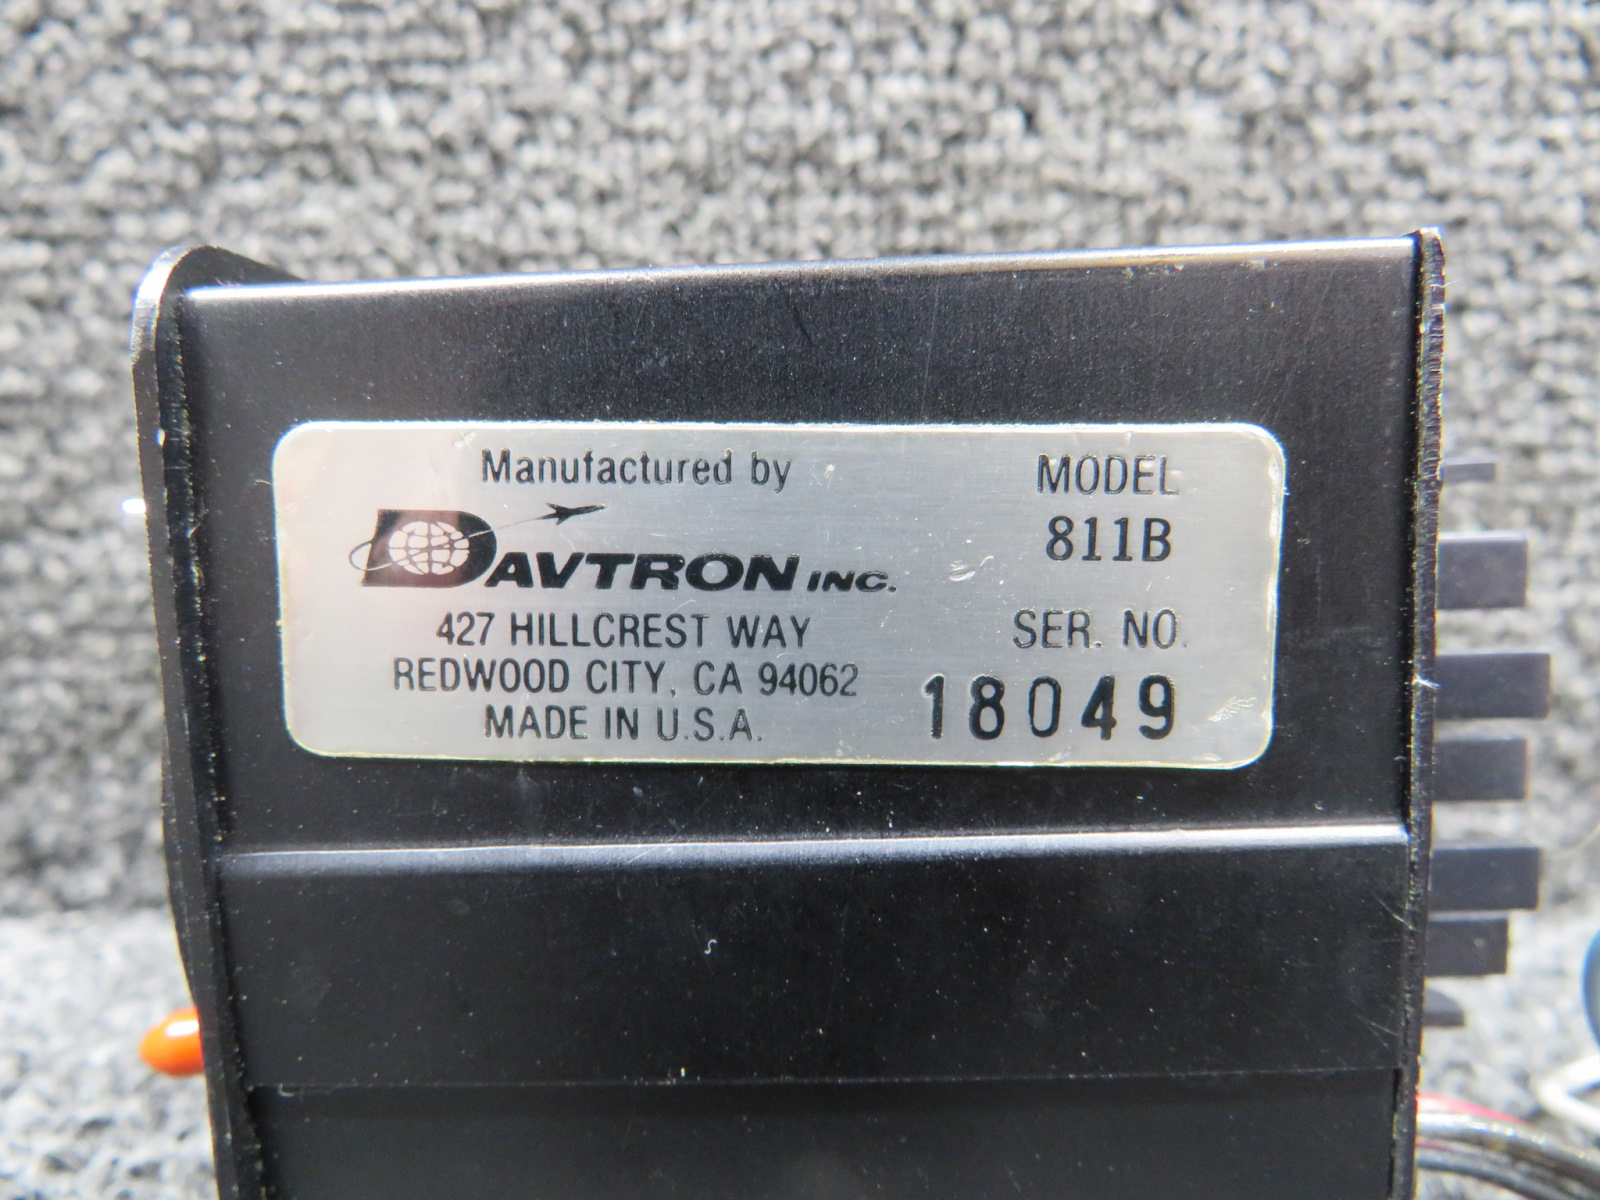 Manufactured by
DAVTRON INC.
427 HILLCREST WAY
REDWOOD CITY, CA 94062
MADE IN U.S.A.
MODEL
811B
SER. NO.
18049